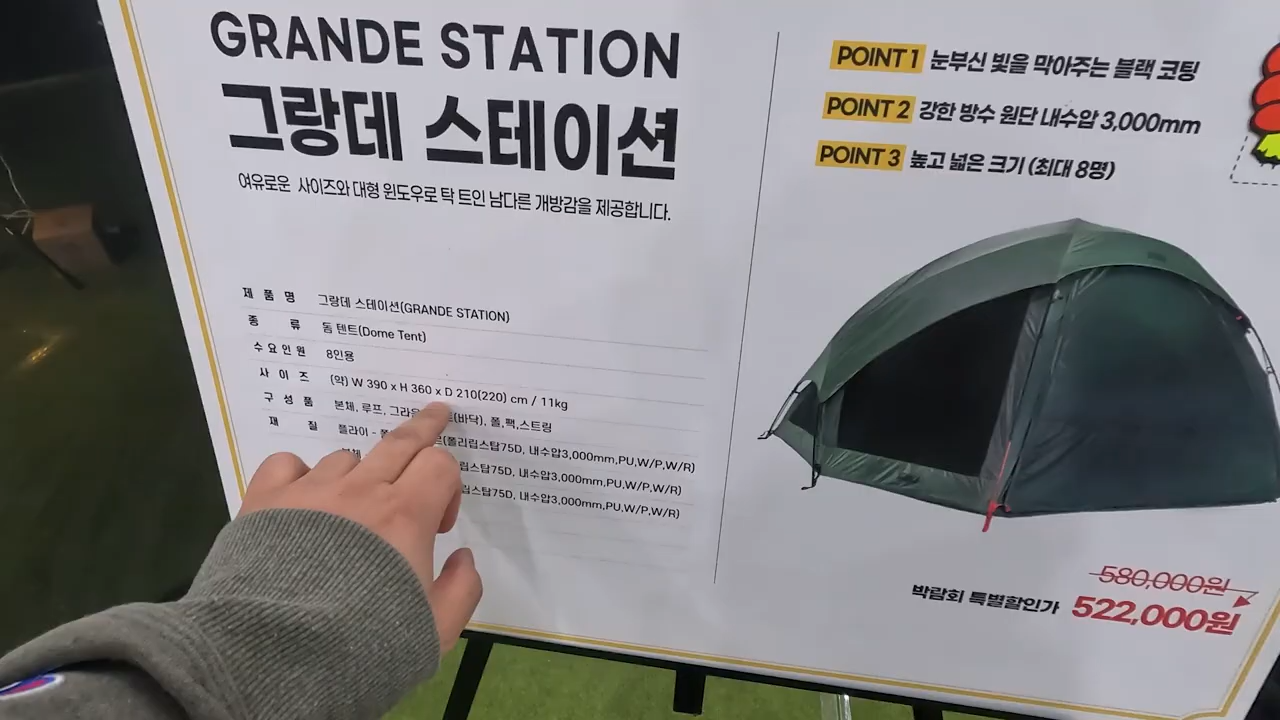 GRANDE STATION
그랑데 스테이션
여유로운 사이즈와 대형 윈도우로 탁 트인 남다른 개방감을 제공합니다.
제 품 명 그랑데 스테이션(GRANDE STATION)
종 류 돔 텐트(Dome Tent)
수 요 인 원 8인용
사 이 즈 (약) W 390 x H 360 x D 210(220) cm / 11kg
구 성 품 본체, 루프, (바닥), 폴,팩,스트링
재 질 플라이 - (폴리립스탑75D, 내수압3,000mm,PU,W/P,W/R)
립스탑75D, 내수압3,000mm,PU,W/P,W/R)
립스탑75D, 내수압3,000mm,PU,W/P,W/R)
POINT 1 눈부신 빛을 막아주는 블랙 코팅
POINT 2 강한 방수 원단 내수압 3,000mm
POINT 3 높고 넓은 크기 (최대 8명)
580,000원
박람회 특별할인가 522,000원